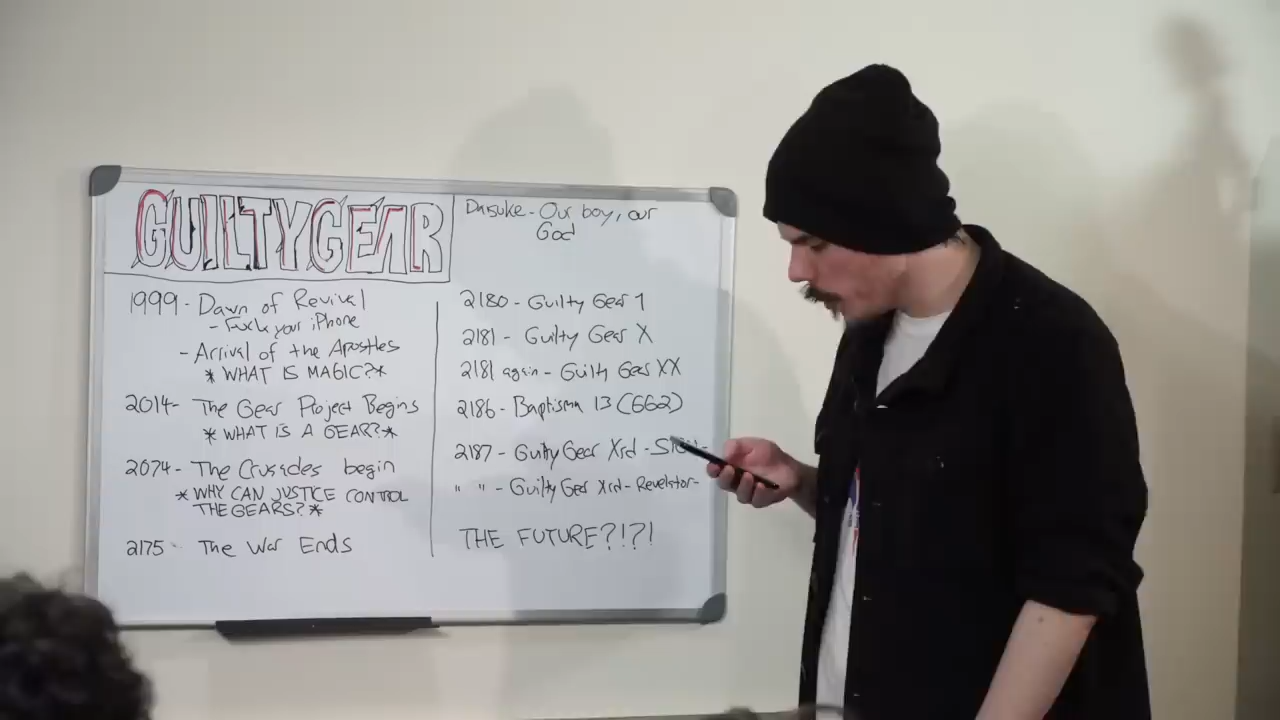 GUILTYGEAR
Daisuke - Our boy, our
God
1999 - Dawn of Revival
- Fuck your iPhone
- Arrival of the Apostles
* WHAT IS MAGIC?*
2014 - The Gear Project Begins
* WHAT IS A GEAR?*
2074 - The Crusades begin
* WHY CAN JUSTICE CONTROL
THE GEARS?*
2175 - The War Ends
2180 - Guilty Gear 1
2181 - Guilty Gear X
2181 again - Guilty Gear XX
2186 - Baptisma 13 (GG2)
2187 - Guilty Gear Xrd -
" " - Guilty Gear Xrd - Revelator-
THE FUTURE?!?!